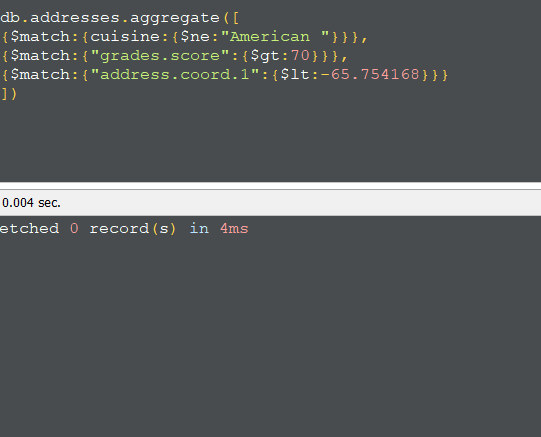 db.addresses.aggregate([
{$match:{cuisine:{$ne:"American "}}},
{$match:{"grades.score":{$gt:70}}},
{$match:{"address.coord.1":{$lt:-65.754168}}}
])
0.004 sec.
etched 0 record(s) in 4ms